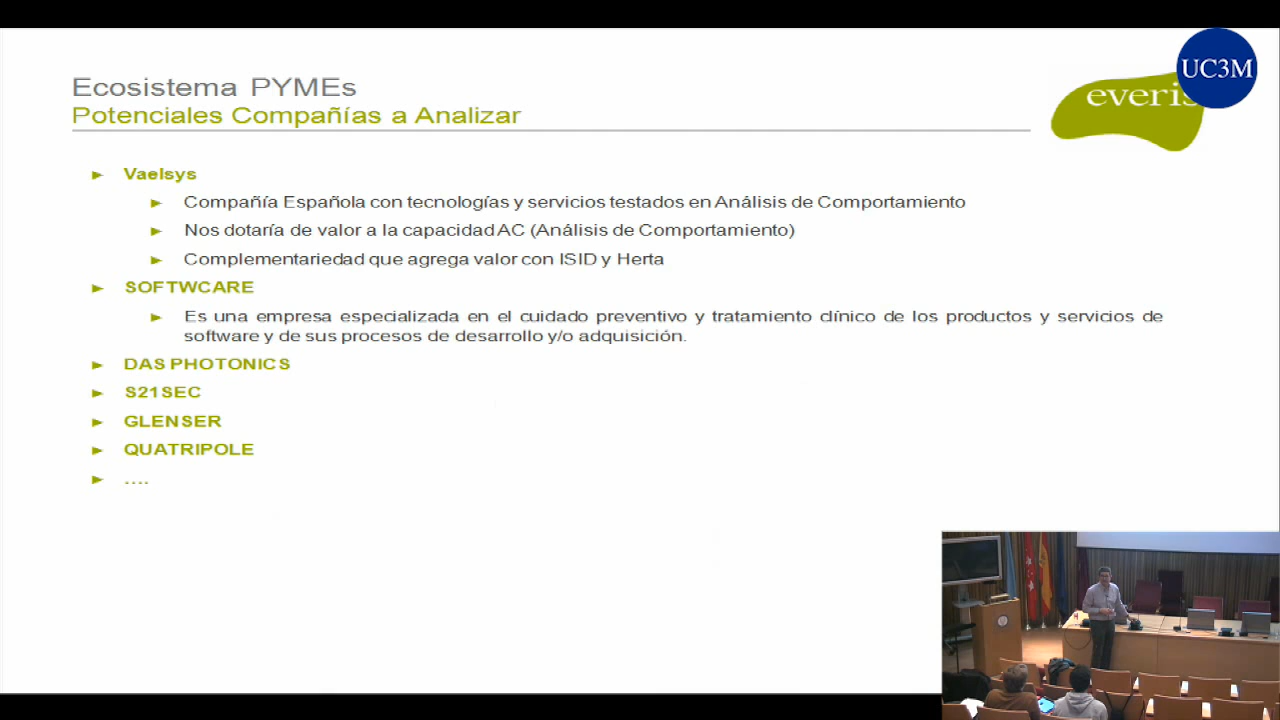 Ecosistema PYMEs
Potenciales Compañías a Analizar
everis
UC3M
► Vaelsys
► Compañía Española con tecnologías y servicios testados en Análisis de Comportamiento
► Nos dotaría de valor a la capacidad AC (Análisis de Comportamiento)
► Complementariedad que agrega valor con ISID y Herta
► SOFTWCARE
► Es una empresa especializada en el cuidado preventivo y tratamiento clínico de los productos y servicios de
software y de sus procesos de desarrollo y/o adquisición.
► DAS PHOTONICS
► S21SEC
► GLENSER
► QUATRIPOLE
► ....